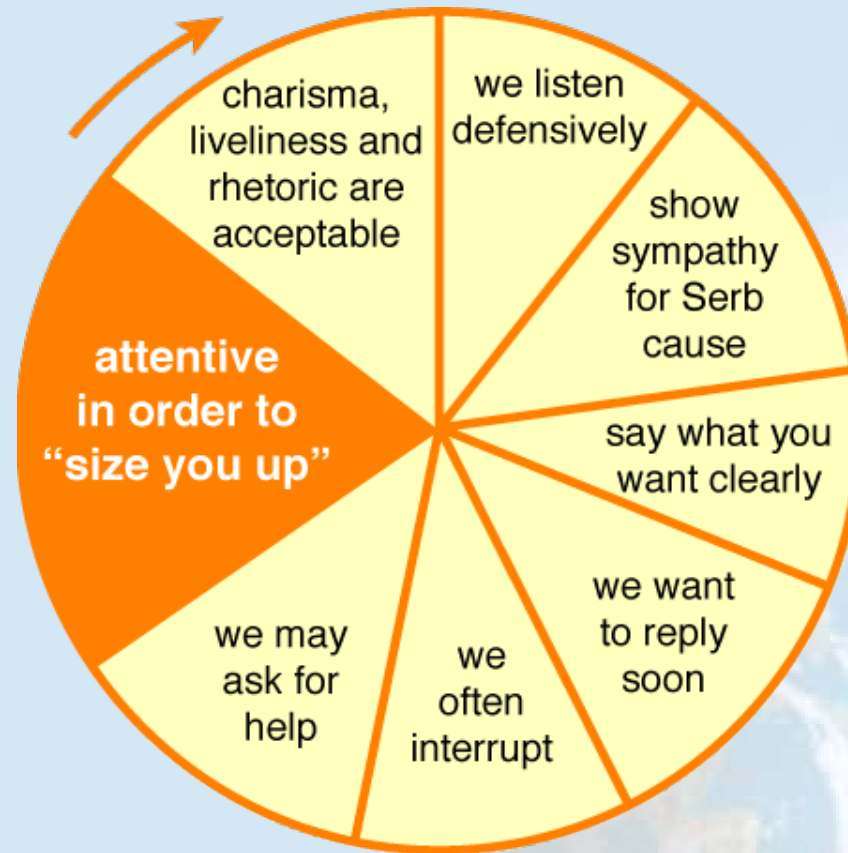 attentive
in order to
“size you up”
charisma,
liveliness and
rhetoric are
acceptable
we listen
defensively
show
sympathy
for Serb
cause
say what you
want clearly
we want
to reply
soon
we
often
interrupt
we may
ask for
help